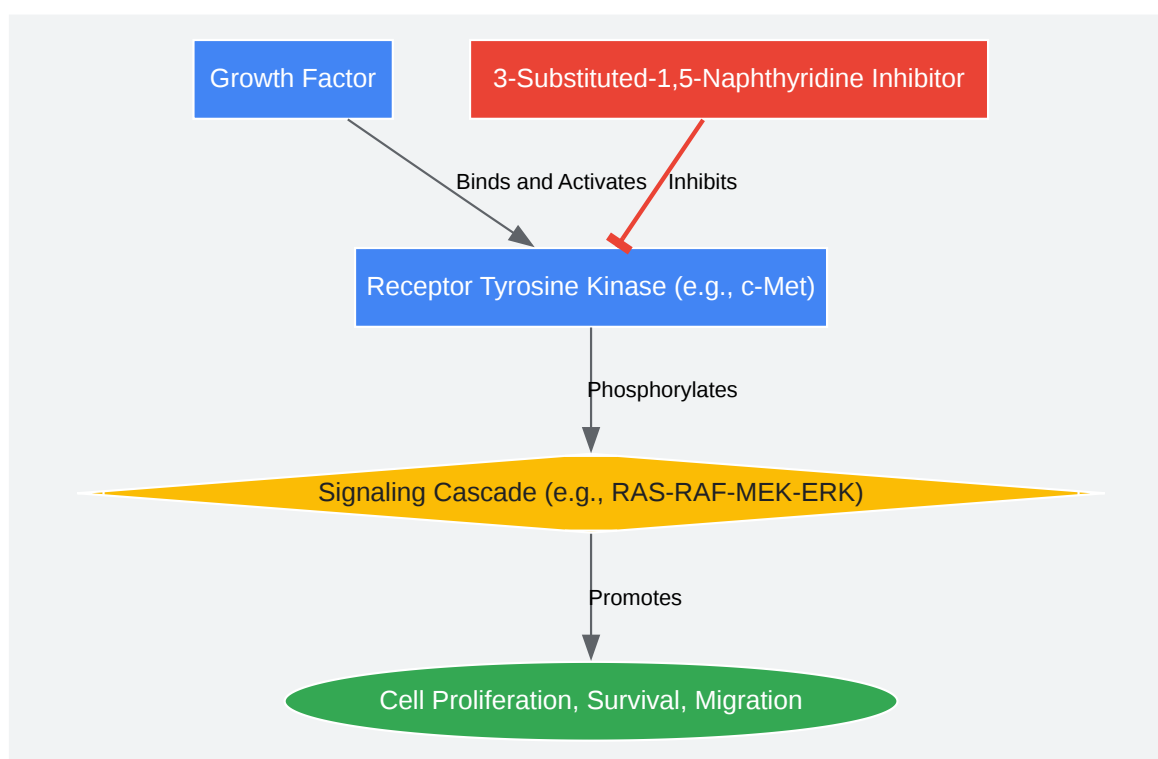 Growth Factor
3-Substituted-1,5-Naphthyridine Inhibitor
Binds and Activates
Inhibits
Receptor Tyrosine Kinase (e.g., c-Met)
Phosphorylates
Signaling Cascade (e.g., RAS-RAF-MEK-ERK)
Promotes
Cell Proliferation, Survival, Migration